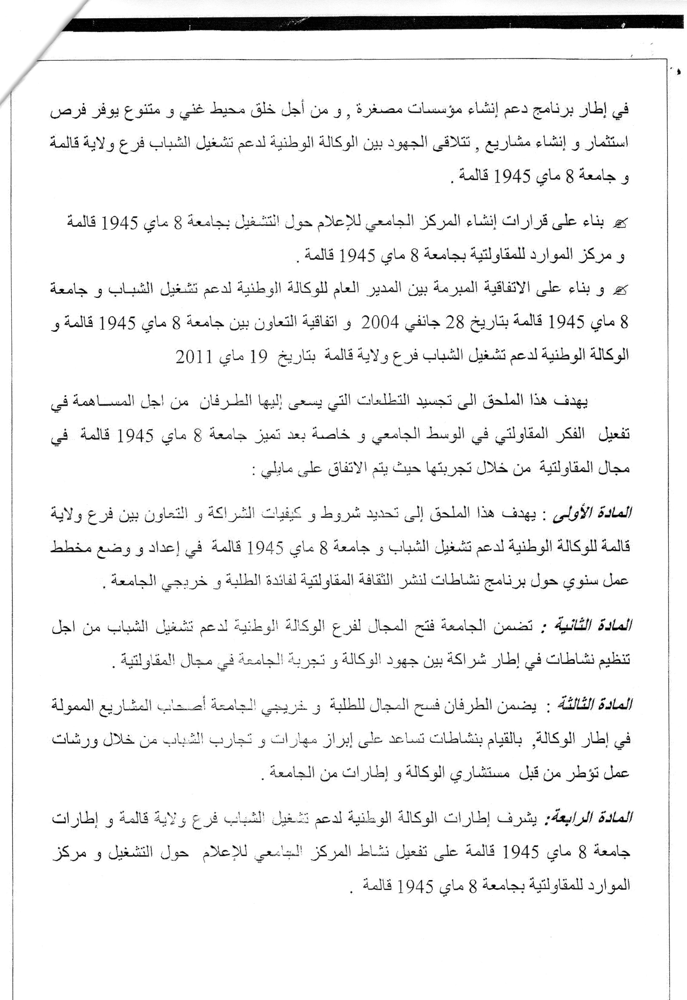 في إطار برنامج دعم إنشاء مؤسسات مصغرة , و من أجل خلق محيط غني و متنوع يوفر فرص
استثمار و إنشاء مشاريع , تتلاقى الجهود بين الوكالة الوطنية لدعم تشغيل الشباب فرع ولاية قالمة
و جامعة 8 ماي 1945 قالمة .
بناء على قرارات إنشاء المركز الجامعي للإعلام حول التشغيل بجامعة 8 ماي 1945 قالمة
و مركز الموارد للمقاولتية بجامعة 8 ماي 1945 قالمة .
و بناء على الاتفاقية المبرمة بين المدير العام للوكالة الوطنية لدعم تشغيل الشباب و جامعة
8 ماي 1945 قالمة بتاريخ 28 جانفي 2004 و اتفاقية التعاون بين جامعة 8 ماي 1945 قالمة و
الوكالة الوطنية لدعم تشغيل الشباب فرع ولاية قالمة بتاريخ 19 ماي 2011
يهدف هذا الملحق الى تجسيد التطلعات التي يسعى إليها الطرفان من اجل المساهمة في
تفعيل الفكر المقاولتي في الوسط الجامعي و خاصة بعد تميز جامعة 8 ماي 1945 قالمة في
مجال المقاولتية من خلال تجربتها حيث يتم الاتفاق على مايلي :
المادة الأولى : يهدف هذا الملحق إلى تحديد شروط و كيفيات الشراكة و التعاون بين فرع ولاية
قالمة للوكالة الوطنية لدعم تشغيل الشباب و جامعة 8 ماي 1945 قالمة في إعداد و وضع مخطط
عمل سنوي حول برنامج نشاطات لنشر الثقافة المقاولتية لفائدة الطلبة و خريجي الجامعة .
المادة الثانية : تضمن الجامعة فتح المجال لفرع الوكالة الوطنية لدعم تشغيل الشباب من اجل
تنظيم نشاطات في إطار شراكة بين جهود الوكالة و تجربة الجامعة في مجال المقاولتية .
المادة الثالثة : يضمن الطرفان فسح المجال للطلبة و خريجي الجامعة أصحاب المشاريع الممولة
في إطار الوكالة, بالقيام بنشاطات تساعد على إبراز مهارات و تجارب الشباب من خلال ورشات
عمل تؤطر من قبل مستشاري الوكالة و إطارات من الجامعة .
المادة الرابعة: يشرف إطارات الوكالة الوطنية لدعم تشغيل الشباب فرع ولاية قالمة و إطارات
جامعة 8 ماي 1945 قالمة على تفعيل نشاط المركز الجامعي للإعلام حول التشغيل و مركز
الموارد للمقاولتية بجامعة 8 ماي 1945 قالمة .